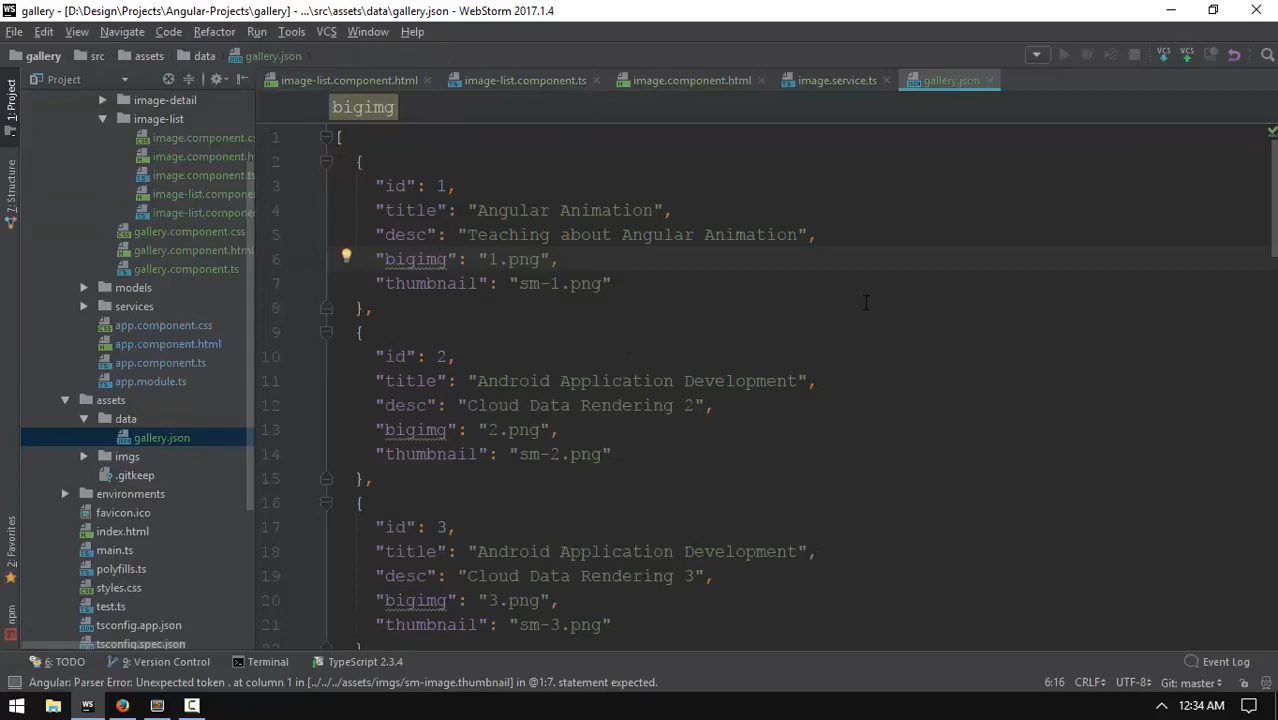 WS gallery - [D:\Design\Projects\Angular-Projects\gallery] - ...\src\assets\data\gallery.json - WebStorm 2017.1.4
File Edit View Navigate Code Refactor Run Tools VCS Window Help
gallery src assets data gallery.json VCS VCS
1: Project
Z: Structure
2: Favorites
npm
Project
image-list.component.html image-list.component.ts image.component.html image.service.ts gallery.json
bigimg
image-detail
image-list
image.component.cs
image.component.h
image.component.ts
image-list.compone
image-list.compone
gallery.component.css
gallery.component.html
gallery.component.ts
models
services
app.component.css
app.component.html
app.component.ts
app.module.ts
assets
data
gallery.json
imgs
.gitkeep
environments
favicon.ico
index.html
main.ts
polyfills.ts
styles.css
test.ts
tsconfig.app.json
tsconfig.spec.json
1 [
2 {
3 "id": 1,
4 "title": "Angular Animation",
5 "desc": "Teaching about Angular Animation",
6 "bigimg": "1.png",
7 "thumbnail": "sm-1.png"
8 },
9 {
10 "id": 2,
11 "title": "Android Application Development",
12 "desc": "Cloud Data Rendering 2",
13 "bigimg": "2.png",
14 "thumbnail": "sm-2.png"
15 },
16 {
17 "id": 3,
18 "title": "Android Application Development",
19 "desc": "Cloud Data Rendering 3",
20 "bigimg": "3.png",
21 "thumbnail": "sm-3.png"
6: TODO 9: Version Control Terminal TypeScript 2.3.4 Event Log
Angular: Parser Error: Unexpected token . at column 1 in [../../../assets/imgs/sm-image.thumbnail] in @1:7. statement expected. 6:16 CRLF÷ UTF-8÷ Git: master÷
WS C 12:34 AM